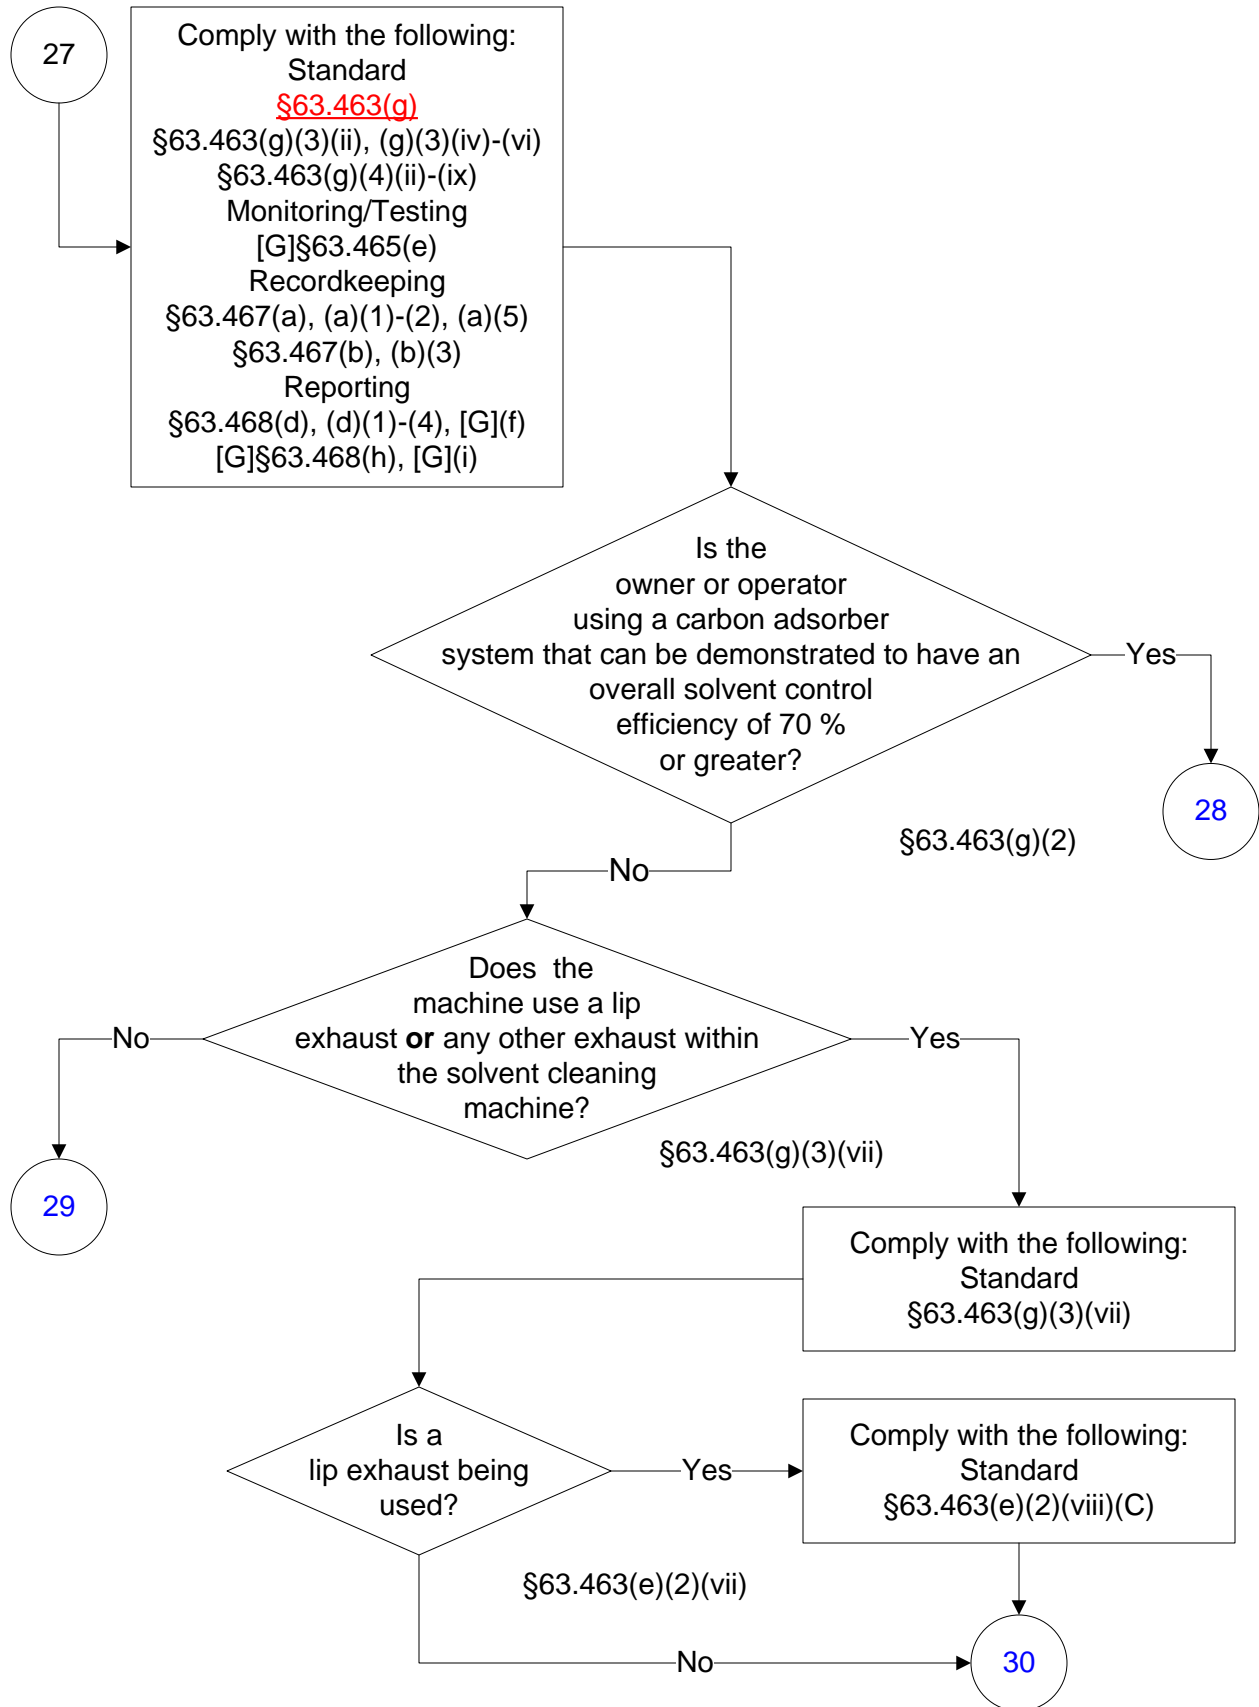 27
Comply with the following:
Standard
§63.463(g)
§63.463(g)(3)(ii), (g)(3)(iv)-(vi)
§63.463(g)(4)(ii)-(ix)
Monitoring/Testing
[G]§63.465(e)
Recordkeeping
§63.467(a), (a)(1)-(2), (a)(5)
§63.467(b), (b)(3)
Reporting
§63.468(d), (d)(1)-(4), [G](f)
[G]§63.468(h), [G](i)
Is the
owner or operator
using a carbon adsorber
system that can be demonstrated to have an
overall solvent control
efficiency of 70 %
or greater?
Yes
28
§63.463(g)(2)
No
Does  the
machine use a lip
exhaust or any other exhaust within
the solvent cleaning
machine?
No
Yes
§63.463(g)(3)(vii)
29
Comply with the following:
Standard
§63.463(g)(3)(vii)
Is a
lip exhaust being
used?
Yes
Comply with the following:
Standard
§63.463(e)(2)(viii)(C)
§63.463(e)(2)(vii)
No
30